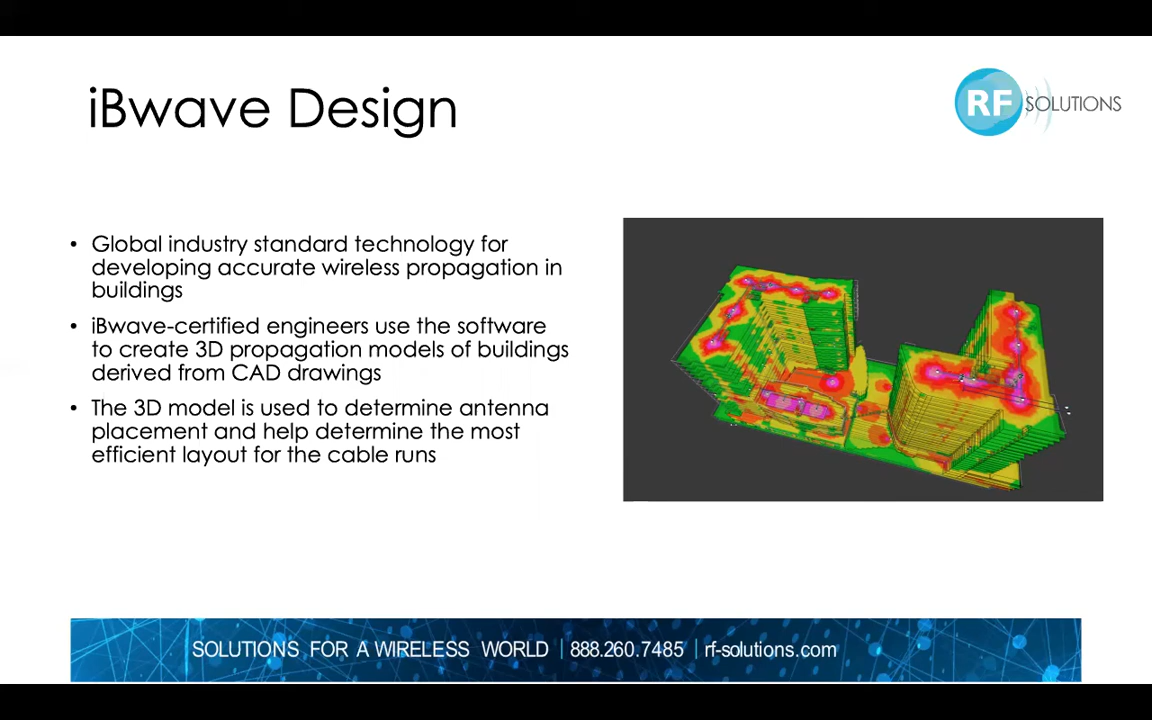 iBwave Design
RF SOLUTIONS
• Global industry standard technology for
developing accurate wireless propagation in
buildings
• iBwave-certified engineers use the software
to create 3D propagation models of buildings
derived from CAD drawings
• The 3D model is used to determine antenna
placement and help determine the most
efficient layout for the cable runs
SOLUTIONS FOR A WIRELESS WORLD | 888.260.7485 | rf-solutions.com